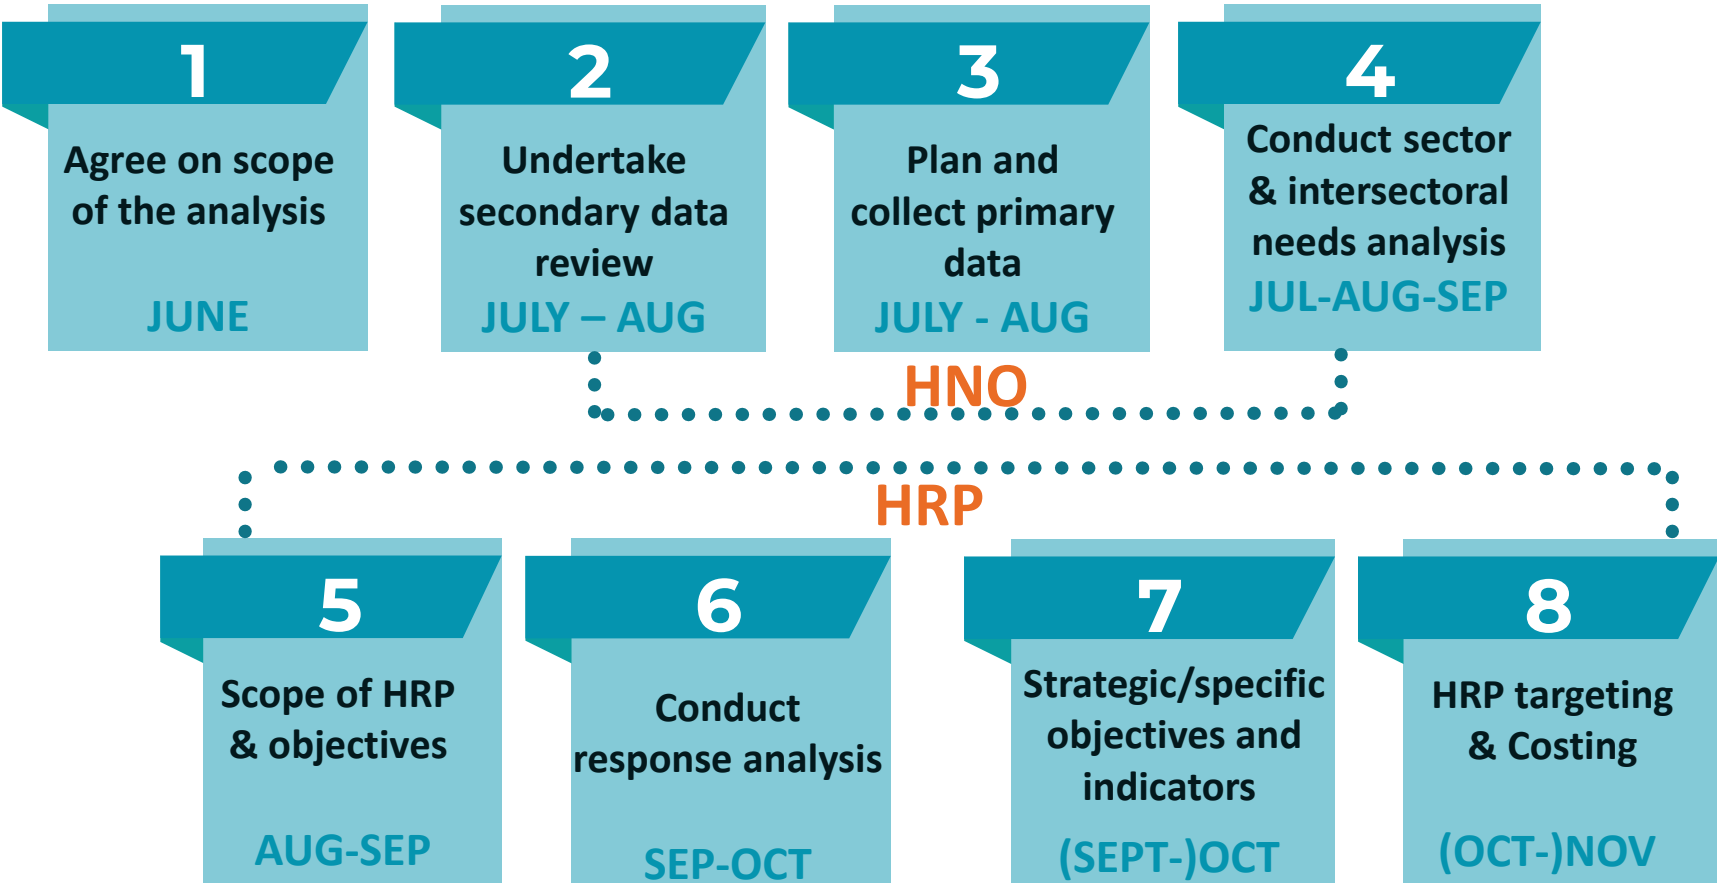 1
Agree on scope
of the analysis
JUNE
2
Undertake
secondary data
review
JULY – AUG
3
Plan and
collect primary
data
JULY - AUG
4
Conduct sector
& intersectoral
needs analysis
JUL-AUG-SEP
HNO
HRP
5
Scope of HRP
& objectives
AUG-SEP
6
Conduct
response analysis
SEP-OCT
7
Strategic/specific
objectives and
indicators
(SEPT-)OCT
8
HRP targeting
& Costing
(OCT-)NOV